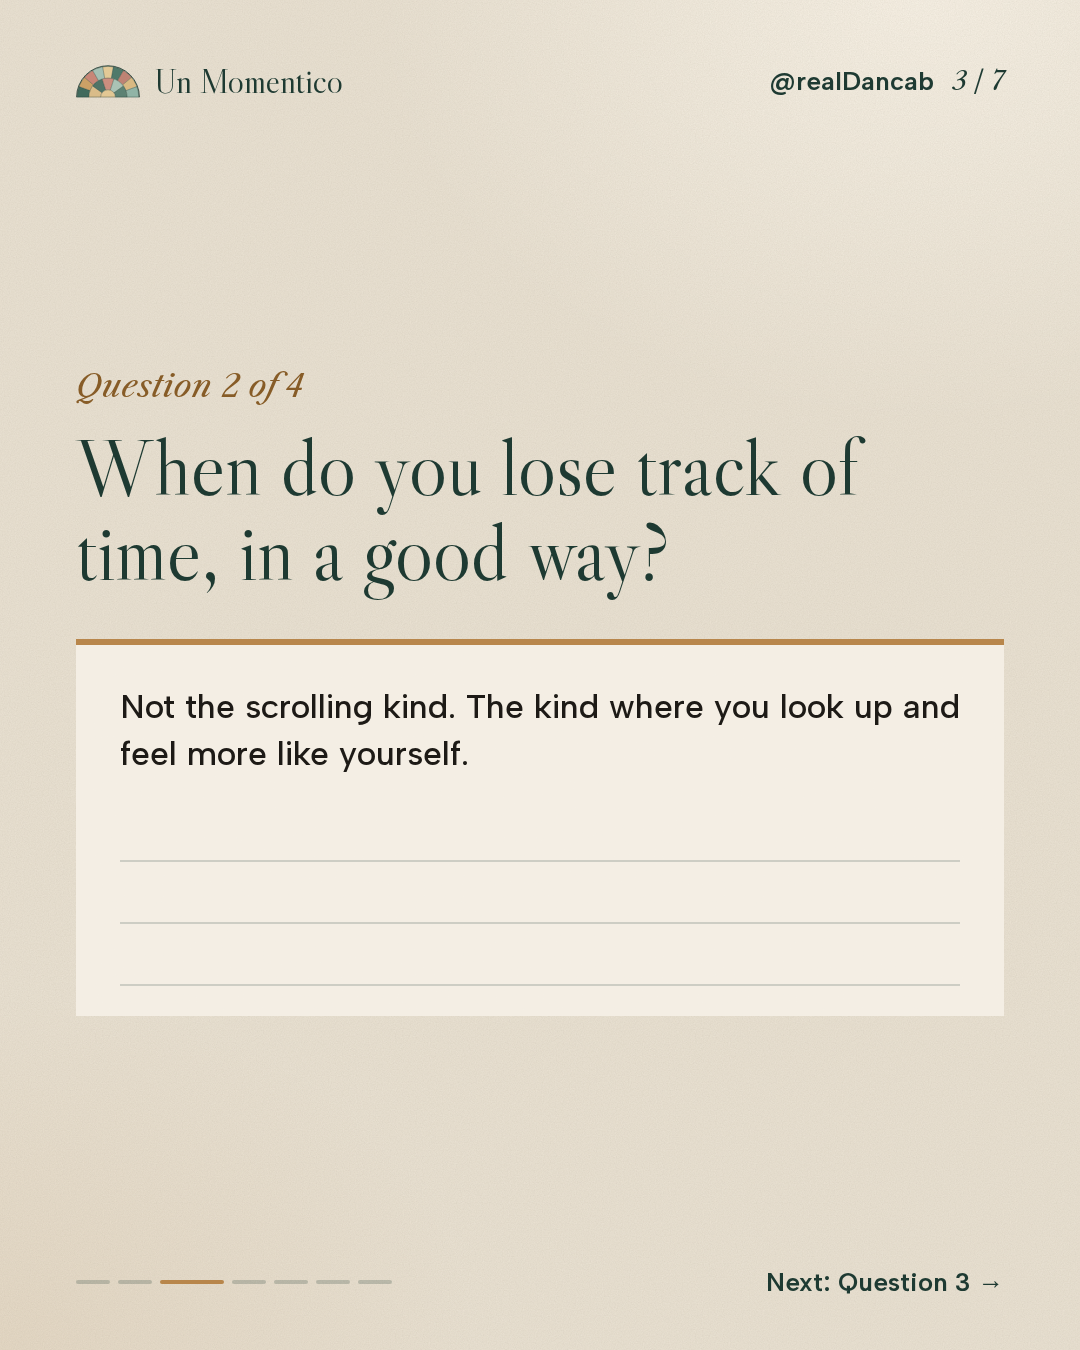 Un Momentico
@realDancab 3 / 7
Question 2 of 4
When do you lose track of
time, in a good way?
Not the scrolling kind. The kind where you look up and
feel more like yourself.
Next: Question 3 →